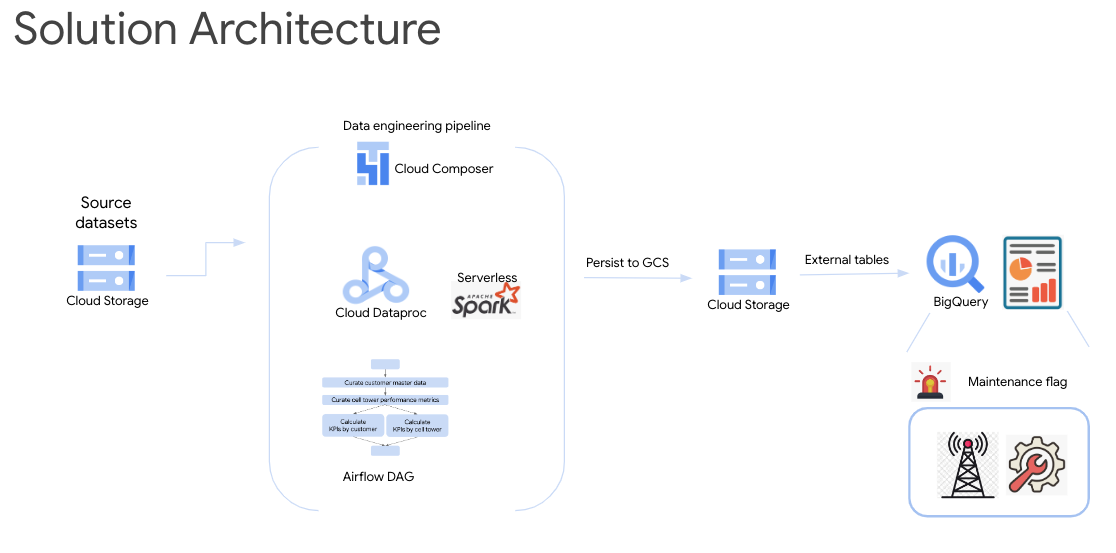 Solution Architecture
Data engineering pipeline
Cloud Composer
Source
datasets
Cloud Storage
Cloud Dataproc
Serverless
APACHE
Spark
Curate customer master data
Curate cell tower performance metrics
Calculate
KPIs by customer
Calculate
KPIs by cell tower
Airflow DAG
Persist to GCS
Cloud Storage
External tables
BigQuery
Maintenance flag